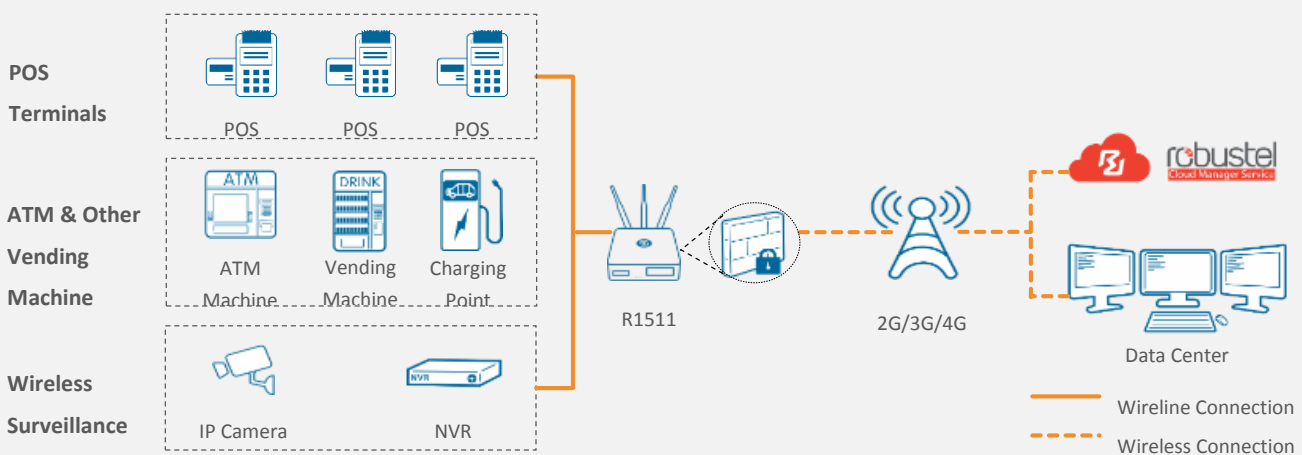 POS
Terminals
POS
POS
POS
ATM & Other
Vending
Machine
ATM
ATM
Machine
DRINK
Vending
Machine
Charging
Point
Wireless
Surveillance
IP Camera
NVR
NVR
R1511
2G/3G/4G
robustel
Cloud Manager Service
Data Center
Wireline Connection
Wireless Connection